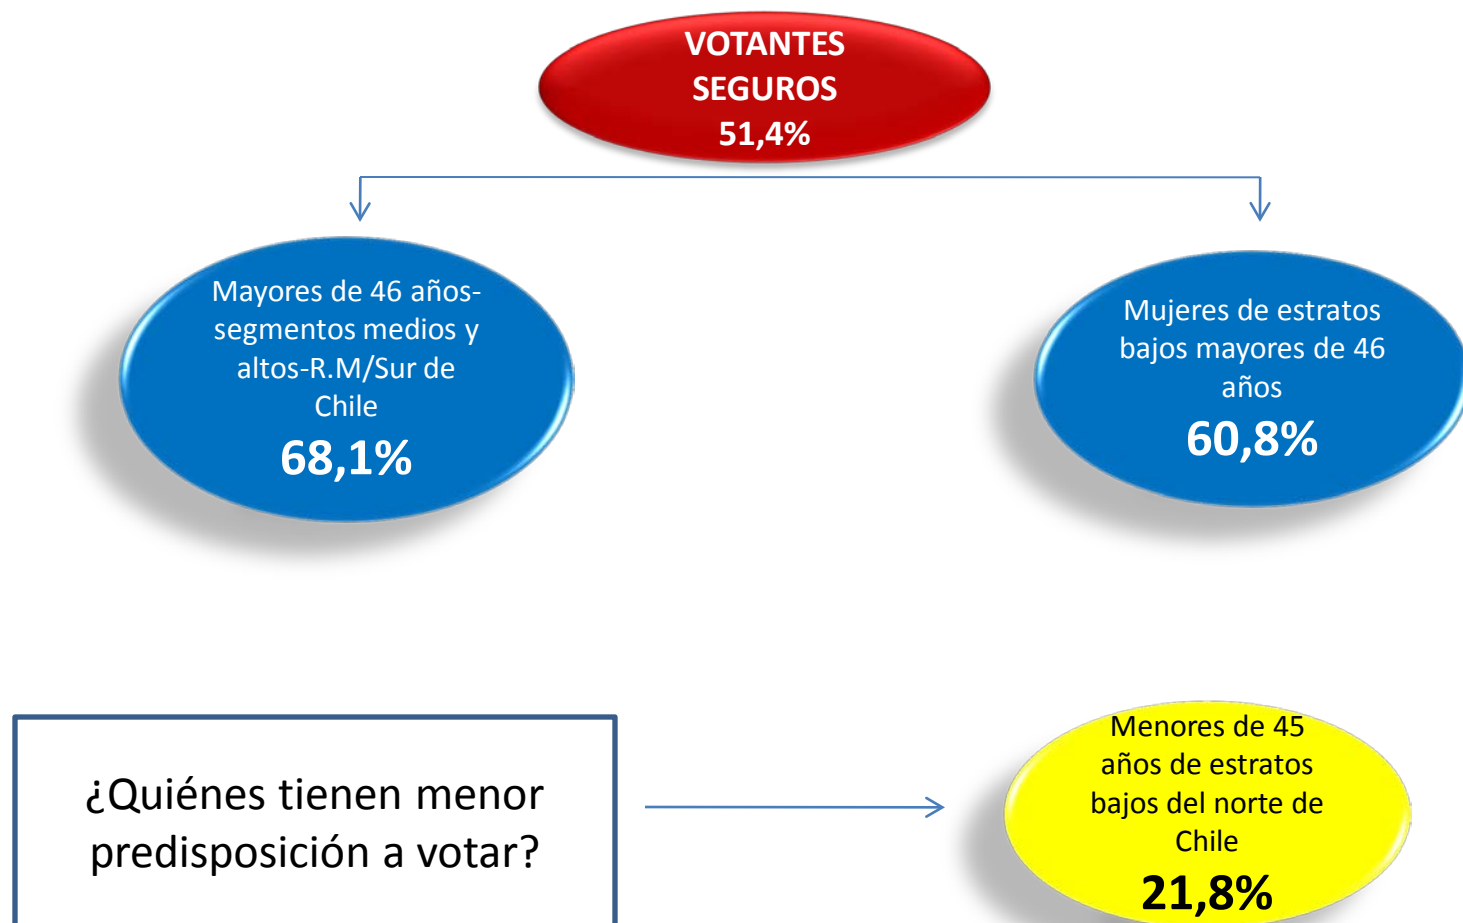 VOTANTES
SEGUROS
51,4%
Mayores de 46 años-
segmentos medios y
altos-R.M/Sur de
Chile
68,1%
Mujeres de estratos
bajos mayores de 46
años
60,8%
¿Quiénes tienen menor
predisposición a votar?
Menores de 45
años de estratos
bajos del norte de
Chile
21,8%